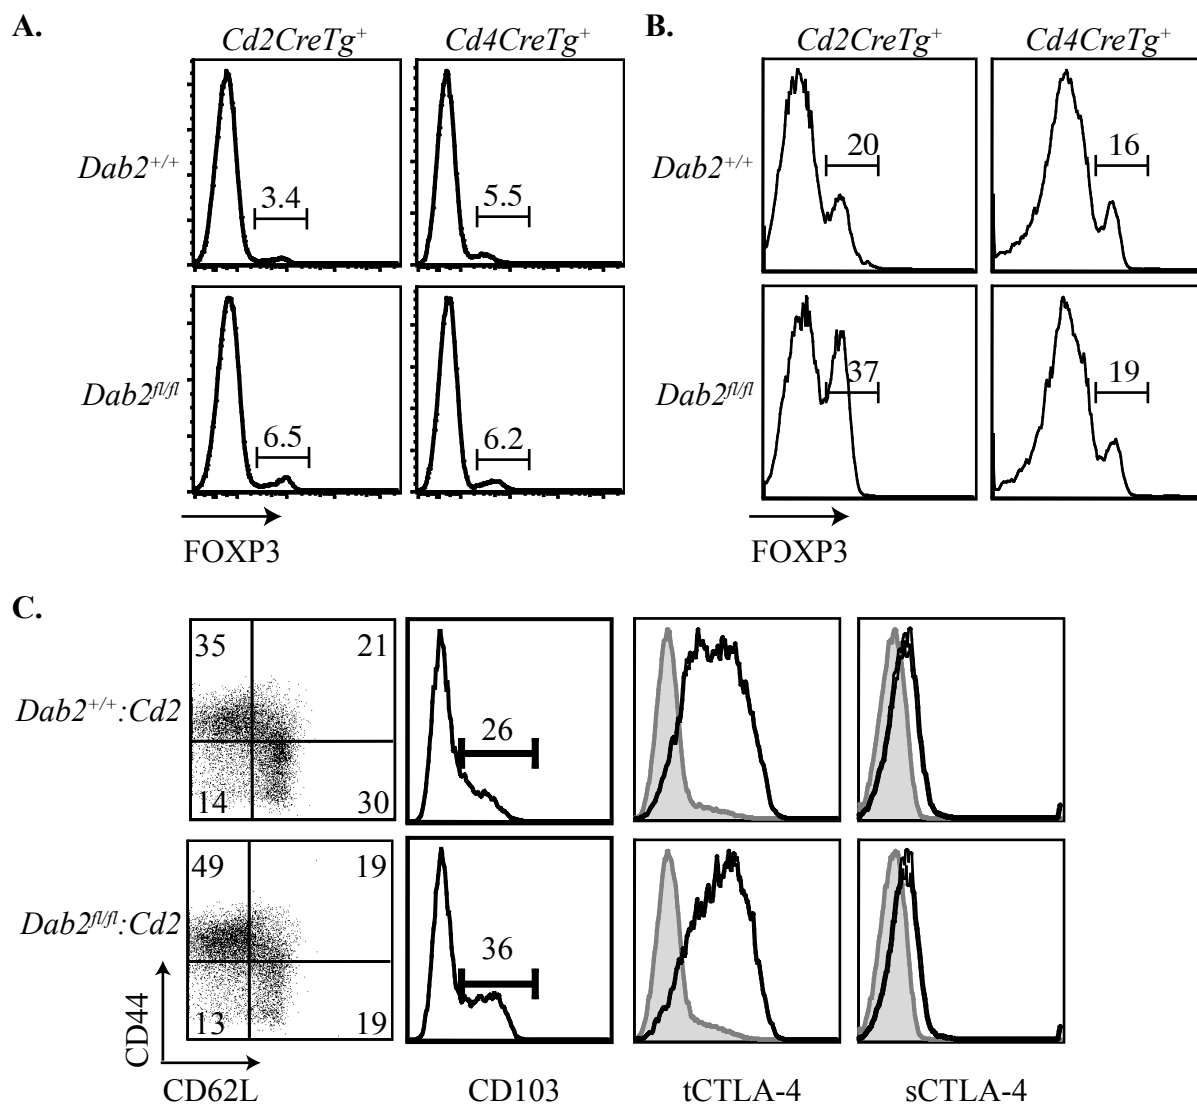 A.
B.
Cd2CreTg+ Cd4CreTg+ Cd2CreTg+ Cd4CreTg+
Dab2+/+ 3.4 5.5 Dab2+/+ 20 16
Dab2fl/fl 6.5 6.2 Dab2fl/fl 37 19
FOXP3 FOXP3
C.
35 21
Dab2+/+:Cd2 26
14 30
49 19
Dab2fl/fl:Cd2 36
13 19
CD44
CD62L CD103 tCTLA-4 sCTLA-4